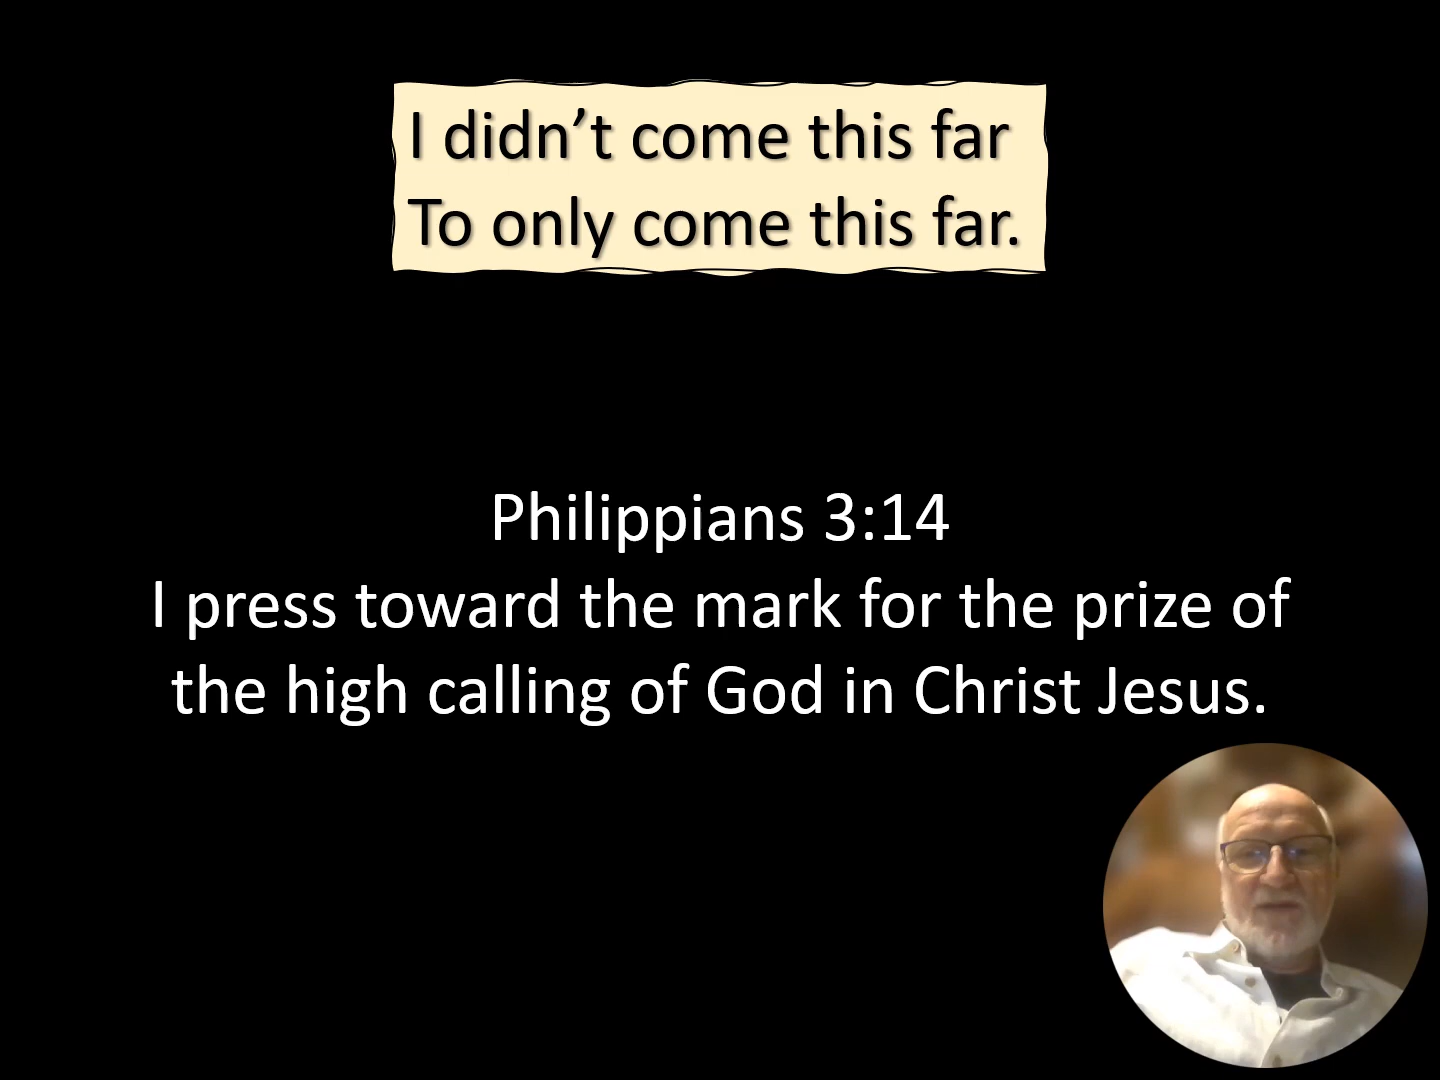 I didn’t come this far
To only come this far.
Philippians 3:14
I press toward the mark for the prize of
the high calling of God in Christ Jesus.